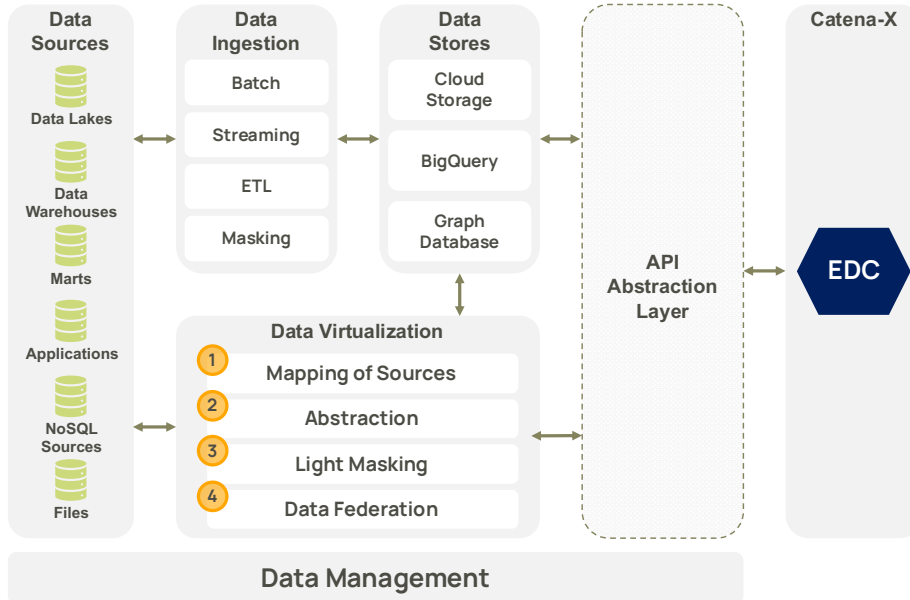 Data
Sources
Data Lakes
Data
Warehouses
Marts
Applications
NoSQL
Sources
Files
Data
Ingestion
Batch
Streaming
ETL
Masking
Data
Stores
Cloud
Storage
BigQuery
Graph
Database
Data Virtualization
1
Mapping of Sources
2
Abstraction
3
Light Masking
4
Data Federation
API
Abstraction
Layer
Catena-X
EDC
Data Management